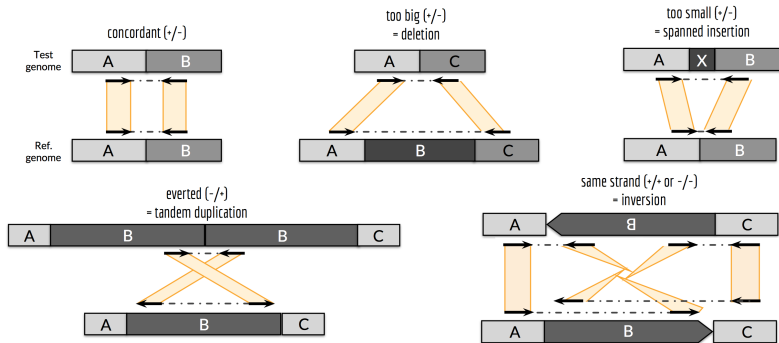 concordant (+/-)
too big (+/-)
= deletion
too small (+/-)
= spanned insertion
Test
genome
A B
A C
A X B
Ref.
genome
A B
A B C
A B
everted (-/+)
= tandem duplication
same strand (+/+ or -/-)
= inversion
A B B C
A B C
A B C
A B C